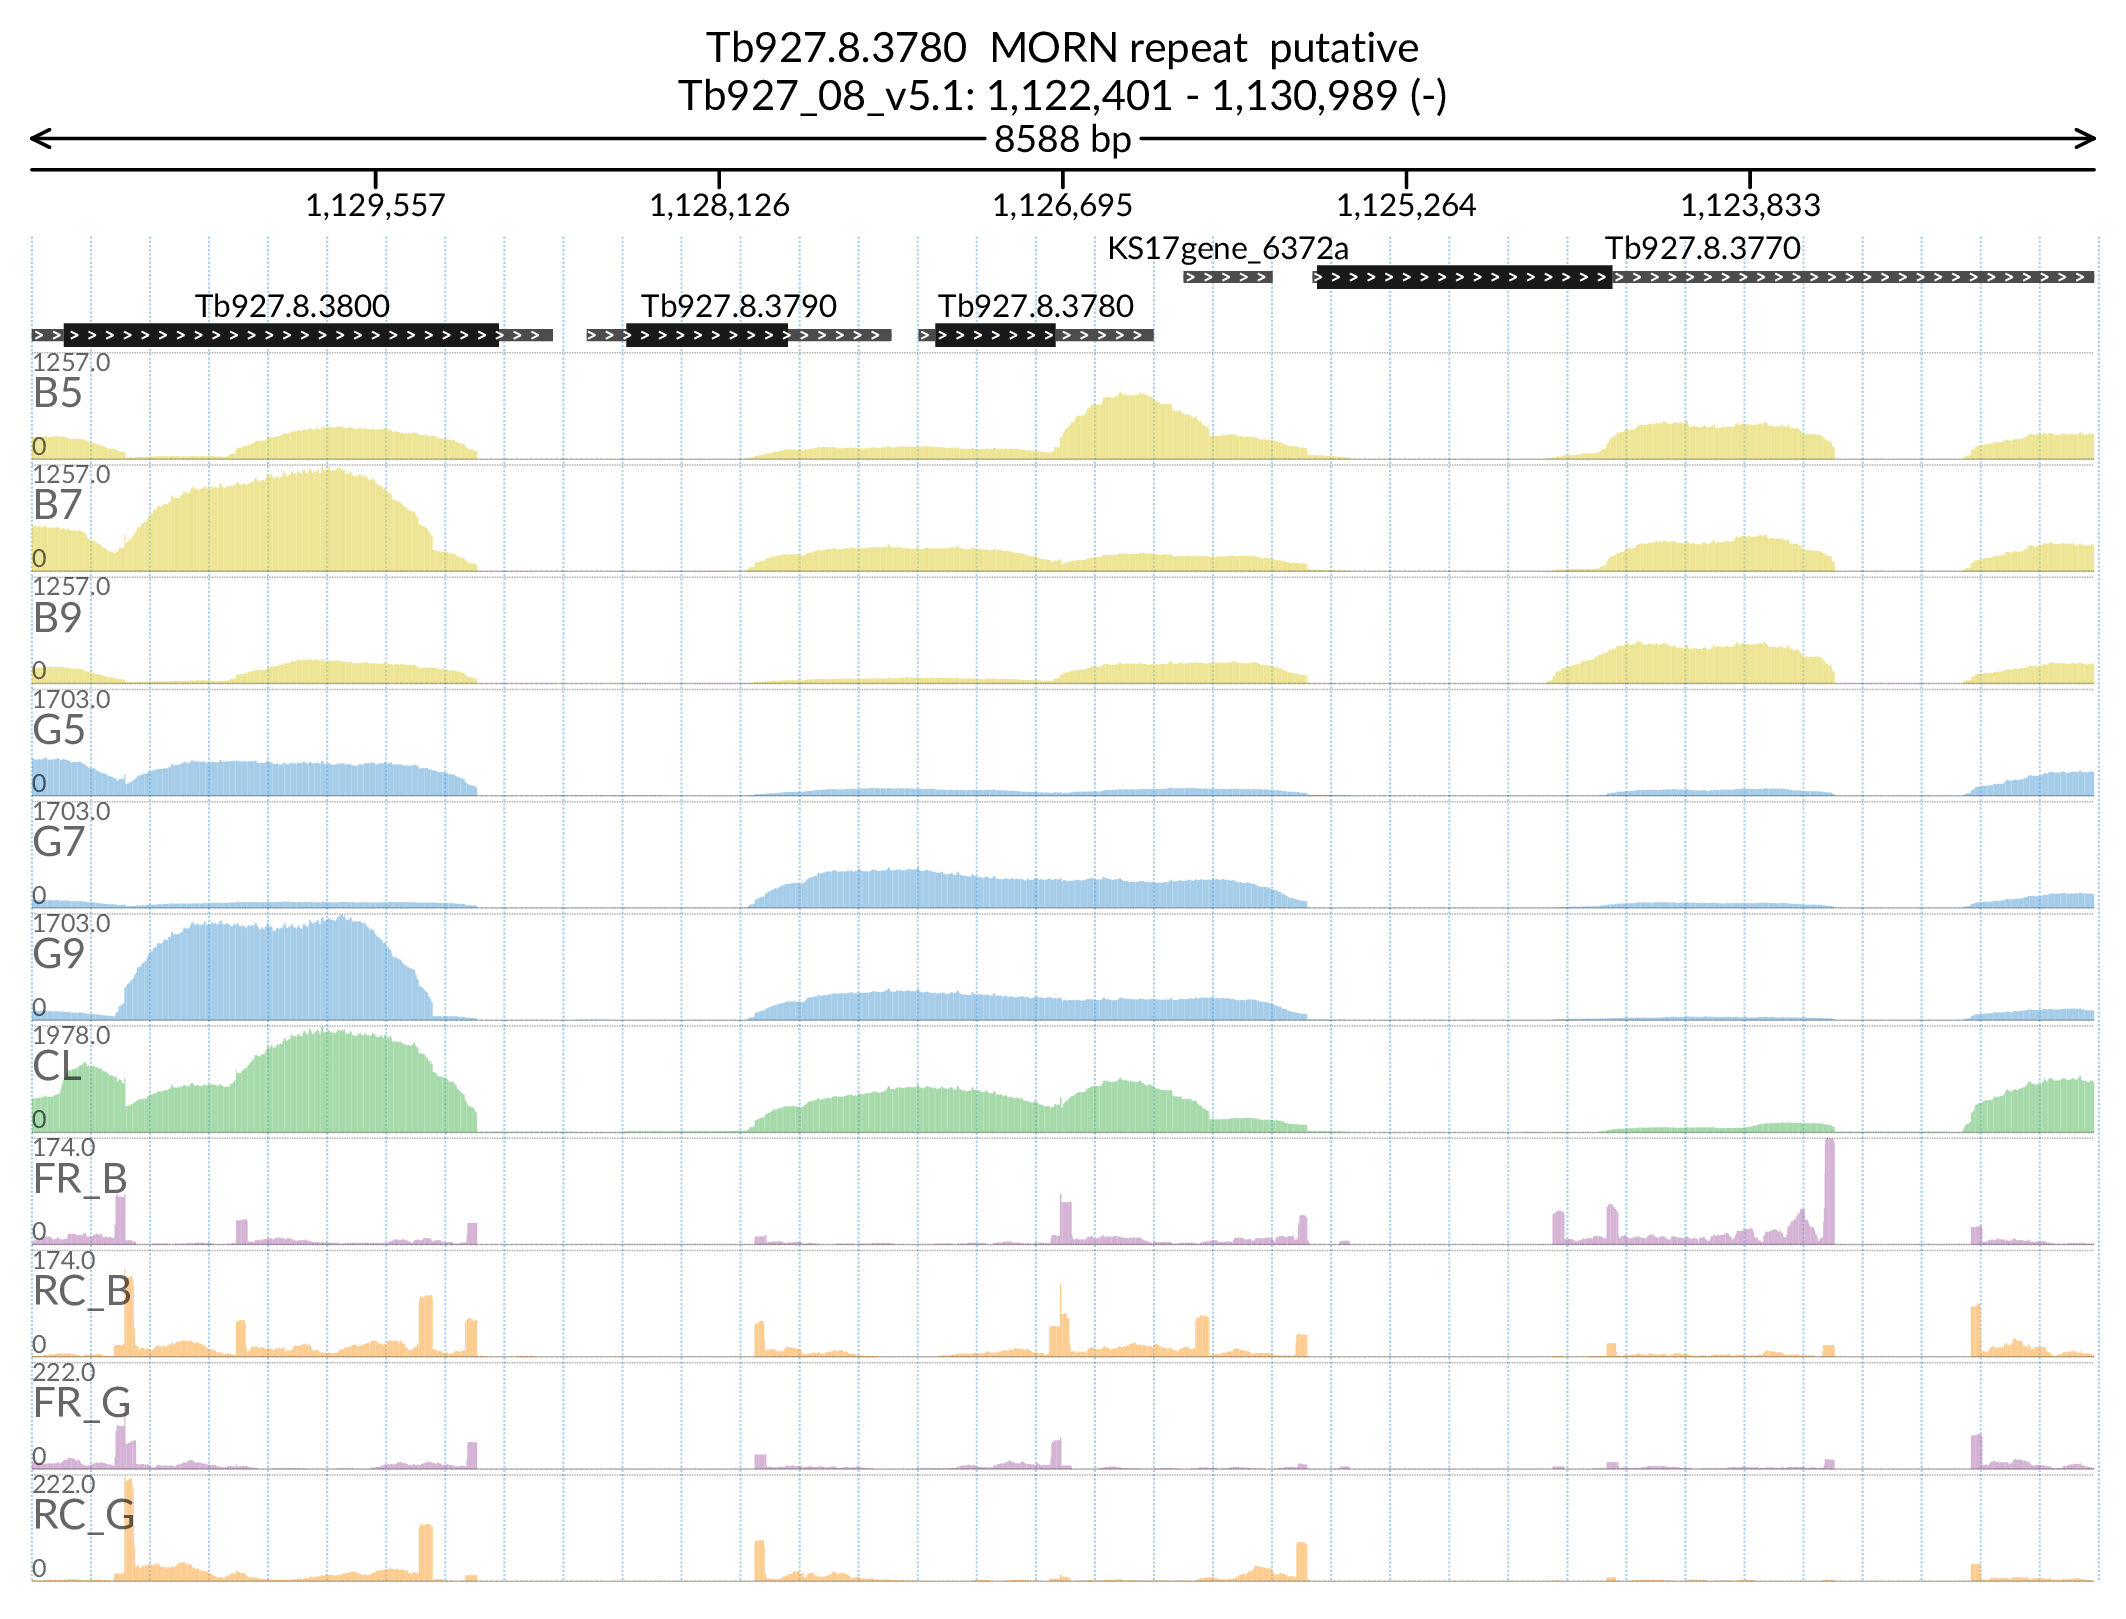 Tb927.8.3780  MORN repeat  putative
Tb927_08_v5.1: 1,122,401 - 1,130,989 (-)
8588 bp
1,129,557 1,128,126 1,126,695 1,125,264 1,123,833
KS17gene_6372a Tb927.8.3770
Tb927.8.3800 Tb927.8.3790 Tb927.8.3780
1257.0
B5
0
1257.0
B7
0
1257.0
B9
0
1703.0
G5
0
1703.0
G7
0
1703.0
G9
0
1978.0
CL
0
174.0
FR_B
0
174.0
RC_B
0
222.0
FR_G
0
222.0
RC_G
0